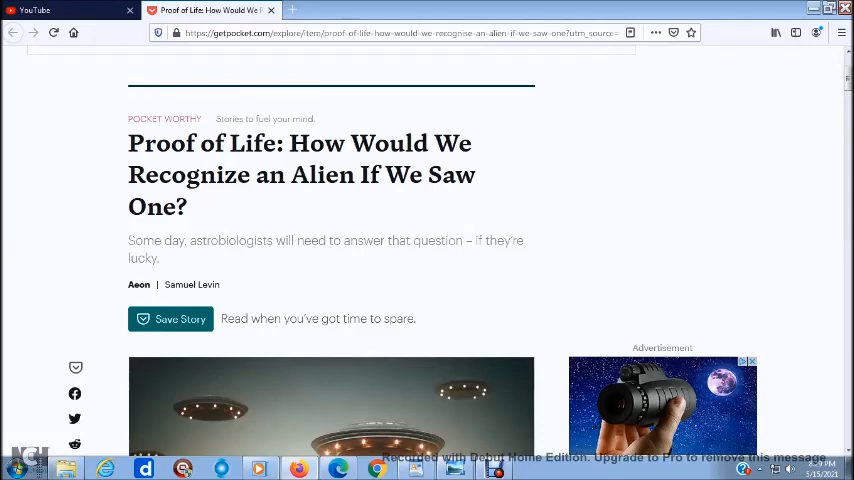 YouTube
Proof of Life: How Would We R
https://getpocket.com/explore/item/proof-of-life-how-would-we-recognise-an-alien-if-we-saw-one?utm_source=
POCKET WORTHY Stories to fuel your mind.
Proof of Life: How Would We
Recognize an Alien If We Saw
One?
Some day, astrobiologists will need to answer that question – if they're
lucky.
Aeon | Samuel Levin
Save Story Read when you've got time to spare.
Advertisement
NCH
Recorded with Debut Home Edition. Upgrade to Pro to remove this message
8:29 PM
5/15/2021